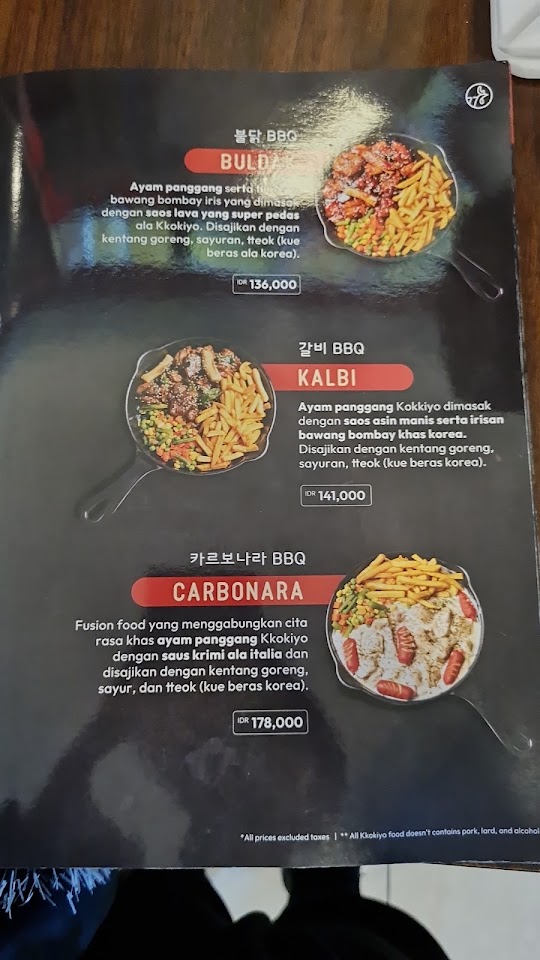 불닭 BBQ
BULDAK
Ayam panggang serta
bawang bombay iris yang dimasak
dengan saos lava yang super pedas
ala Kkokiyo. Disajikan dengan
kentang goreng, sayuran, tteok (kue
beras ala korea).
IDR 136,000
갈비 BBQ
KALBI
Ayam panggang Kokkiyo dimasak
dengan saos asin manis serta irisan
bawang bombay khas korea.
Disajikan dengan kentang goreng,
sayuran, tteok (kue beras korea).
IDR 141,000
카르보나라 BBQ
CARBONARA
Fusion food yang menggabungkan cita
rasa khas ayam panggang Kkokiyo
dengan saus krimi ala italia dan
disajikan dengan kentang goreng,
sayur, dan tteok (kue beras korea).
IDR 178,000
*All prices excluded taxes | ** All Kkokiyo food doesn't contains pork, lard, and alcohol